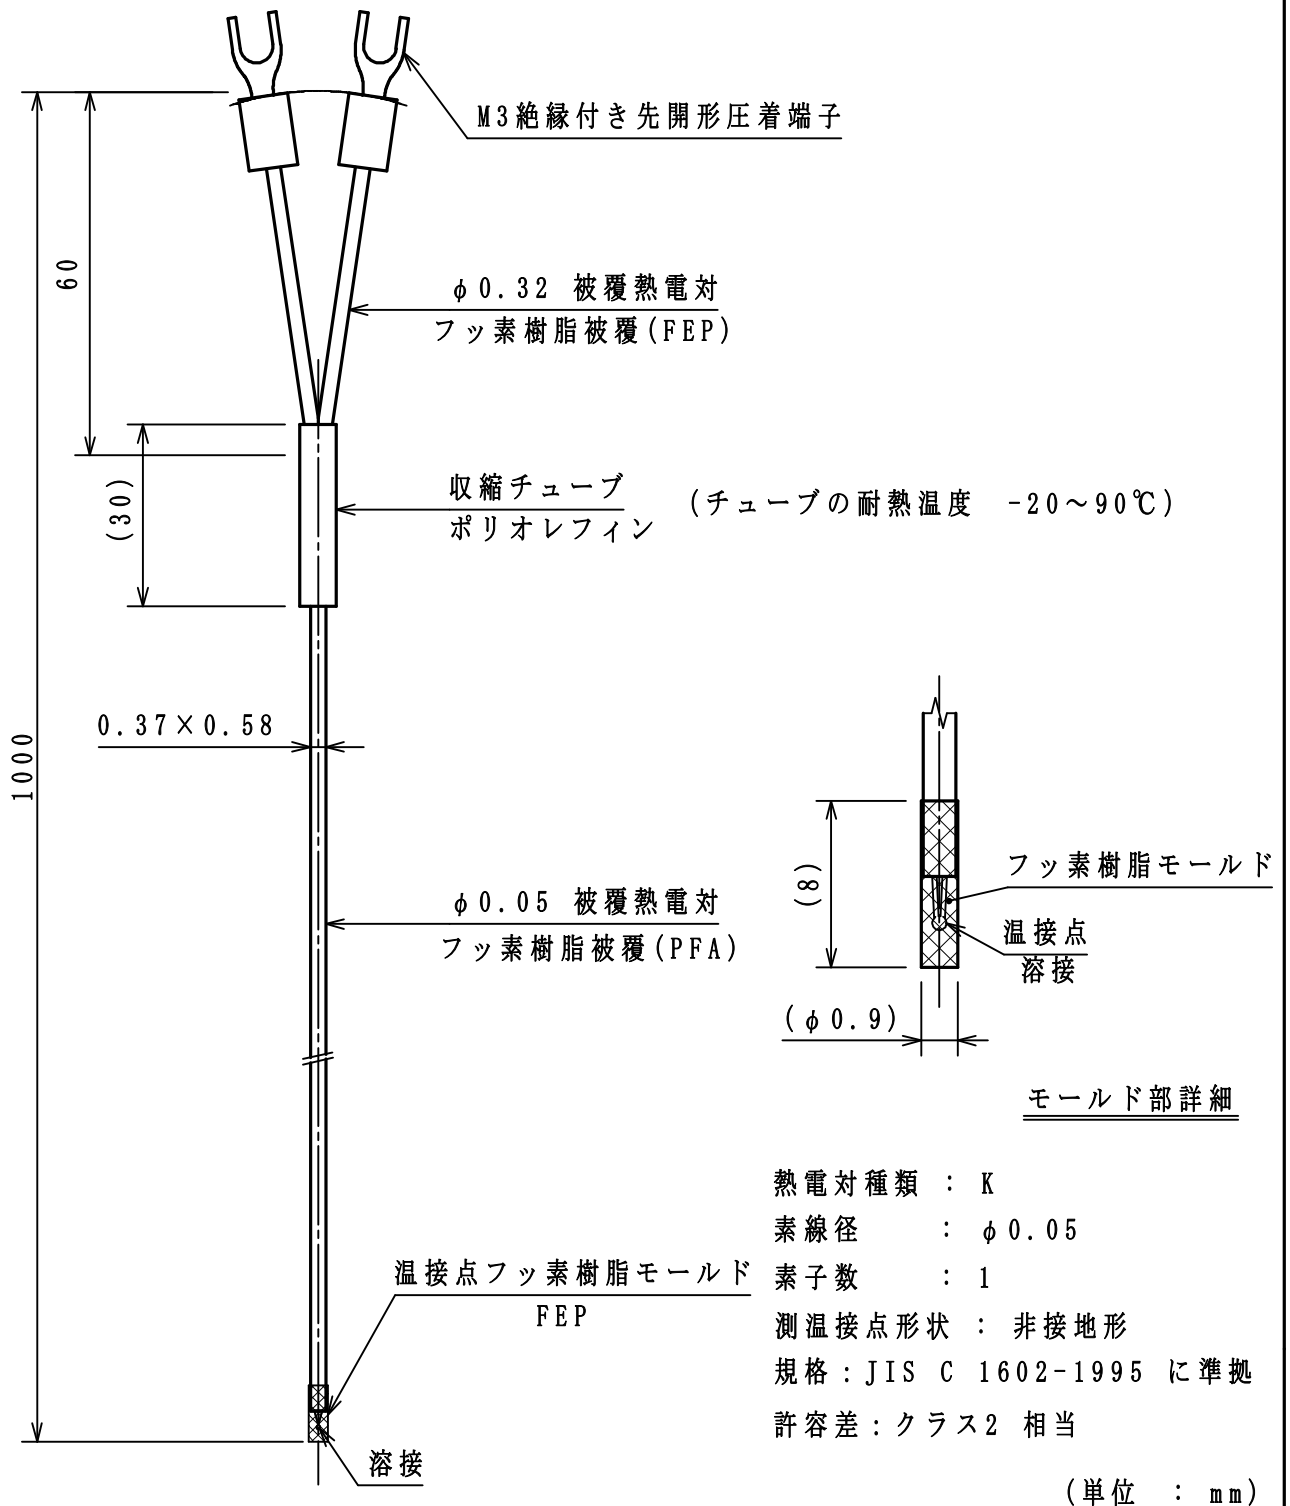 M3絶縁付き先開形圧着端子
60
φ0.32 被覆熱電対
フッ素樹脂被覆(FEP)
(30)
収縮チューブ (チューブの耐熱温度 -20～90℃)
ポリオレフィン
0.37×0.58
1000
(8)
フッ素樹脂モールド
φ0.05 被覆熱電対
フッ素樹脂被覆(PFA)
温接点
溶接
(φ0.9)
モールド部詳細
熱電対種類 : K
素線径 : φ0.05
素子数 : 1
測温接点形状 : 非接地形
規格:JIS C 1602-1995 に準拠
許容差:クラス2 相当
温接点フッ素樹脂モールド
FEP
溶接
(単位 : mm)